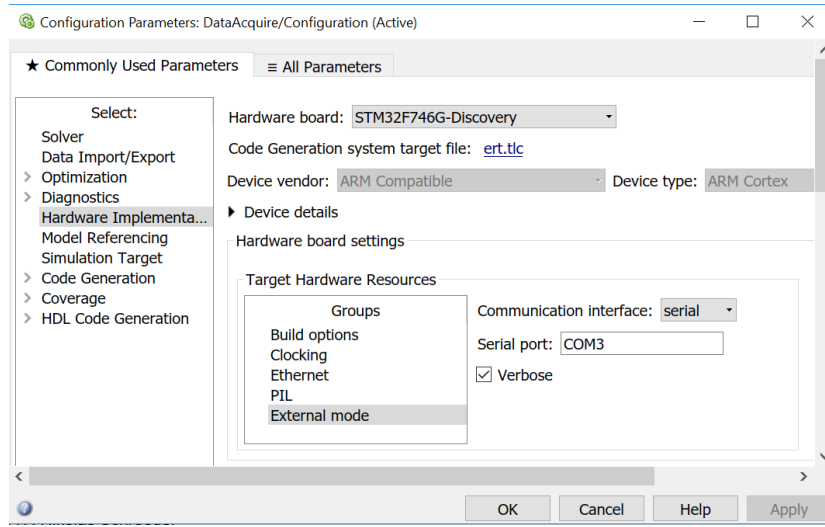 Configuration Parameters: DataAcquire/Configuration (Active)
★ Commonly Used Parameters
≡ All Parameters
Select:
Solver
Data Import/Export
Optimization
Diagnostics
Hardware Implementa...
Model Referencing
Simulation Target
Code Generation
Coverage
HDL Code Generation
Hardware board: STM32F746G-Discovery
Code Generation system target file: ert.tlc
Device vendor: ARM Compatible Device type: ARM Cortex
Device details
Hardware board settings
Target Hardware Resources
Groups
Build options
Clocking
Ethernet
PIL
External mode
Communication interface: serial
Serial port: COM3
Verbose
OK Cancel Help Apply